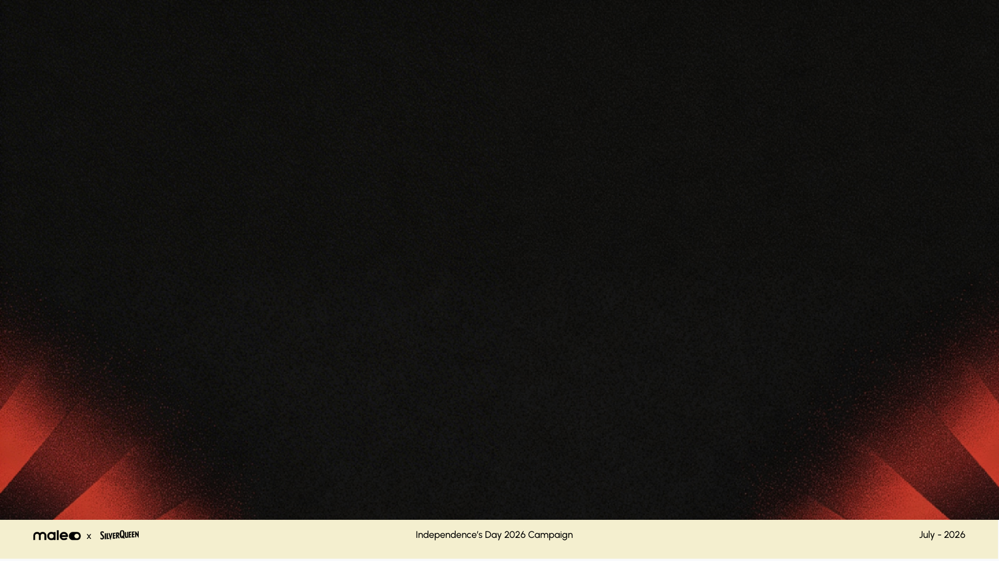 maleo x SILVERQUEEN
Independence's Day 2026 Campaign
July - 2026